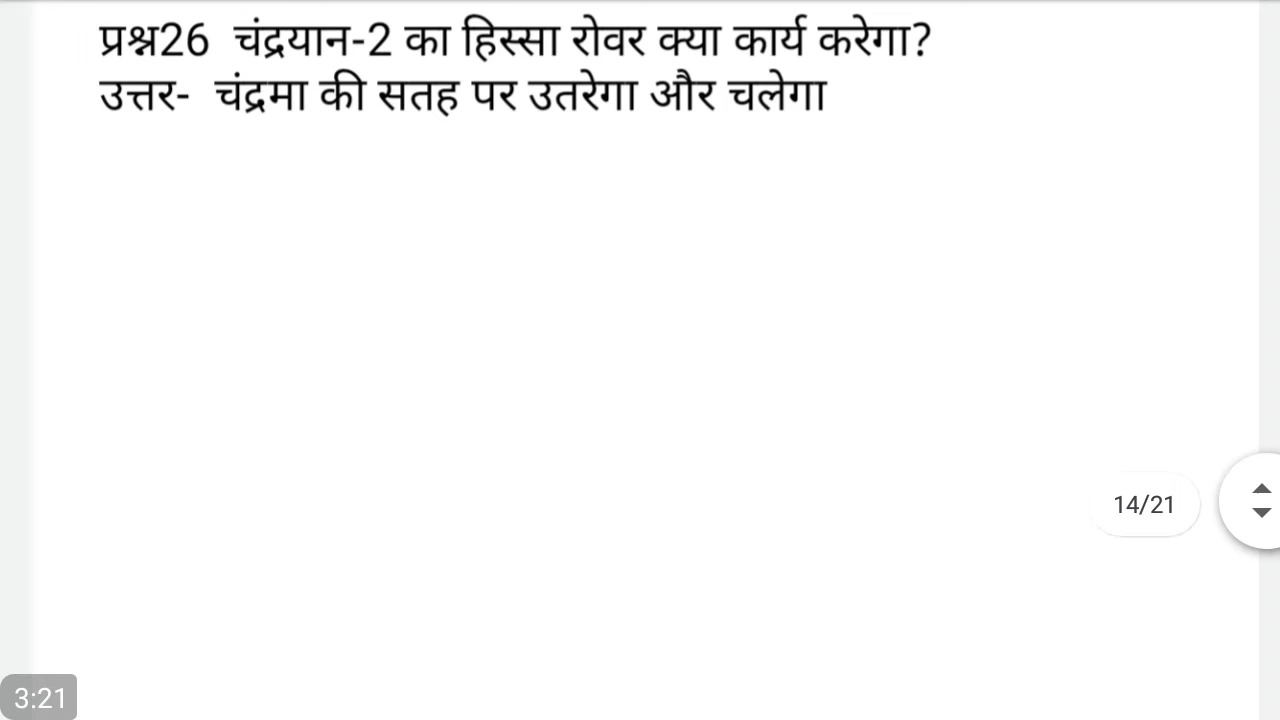 प्रश्न26 चंद्रयान-2 का हिस्सा रोवर क्या कार्य करेगा?
उत्तर- चंद्रमा की सतह पर उतरेगा और चलेगा
14/21
3:21